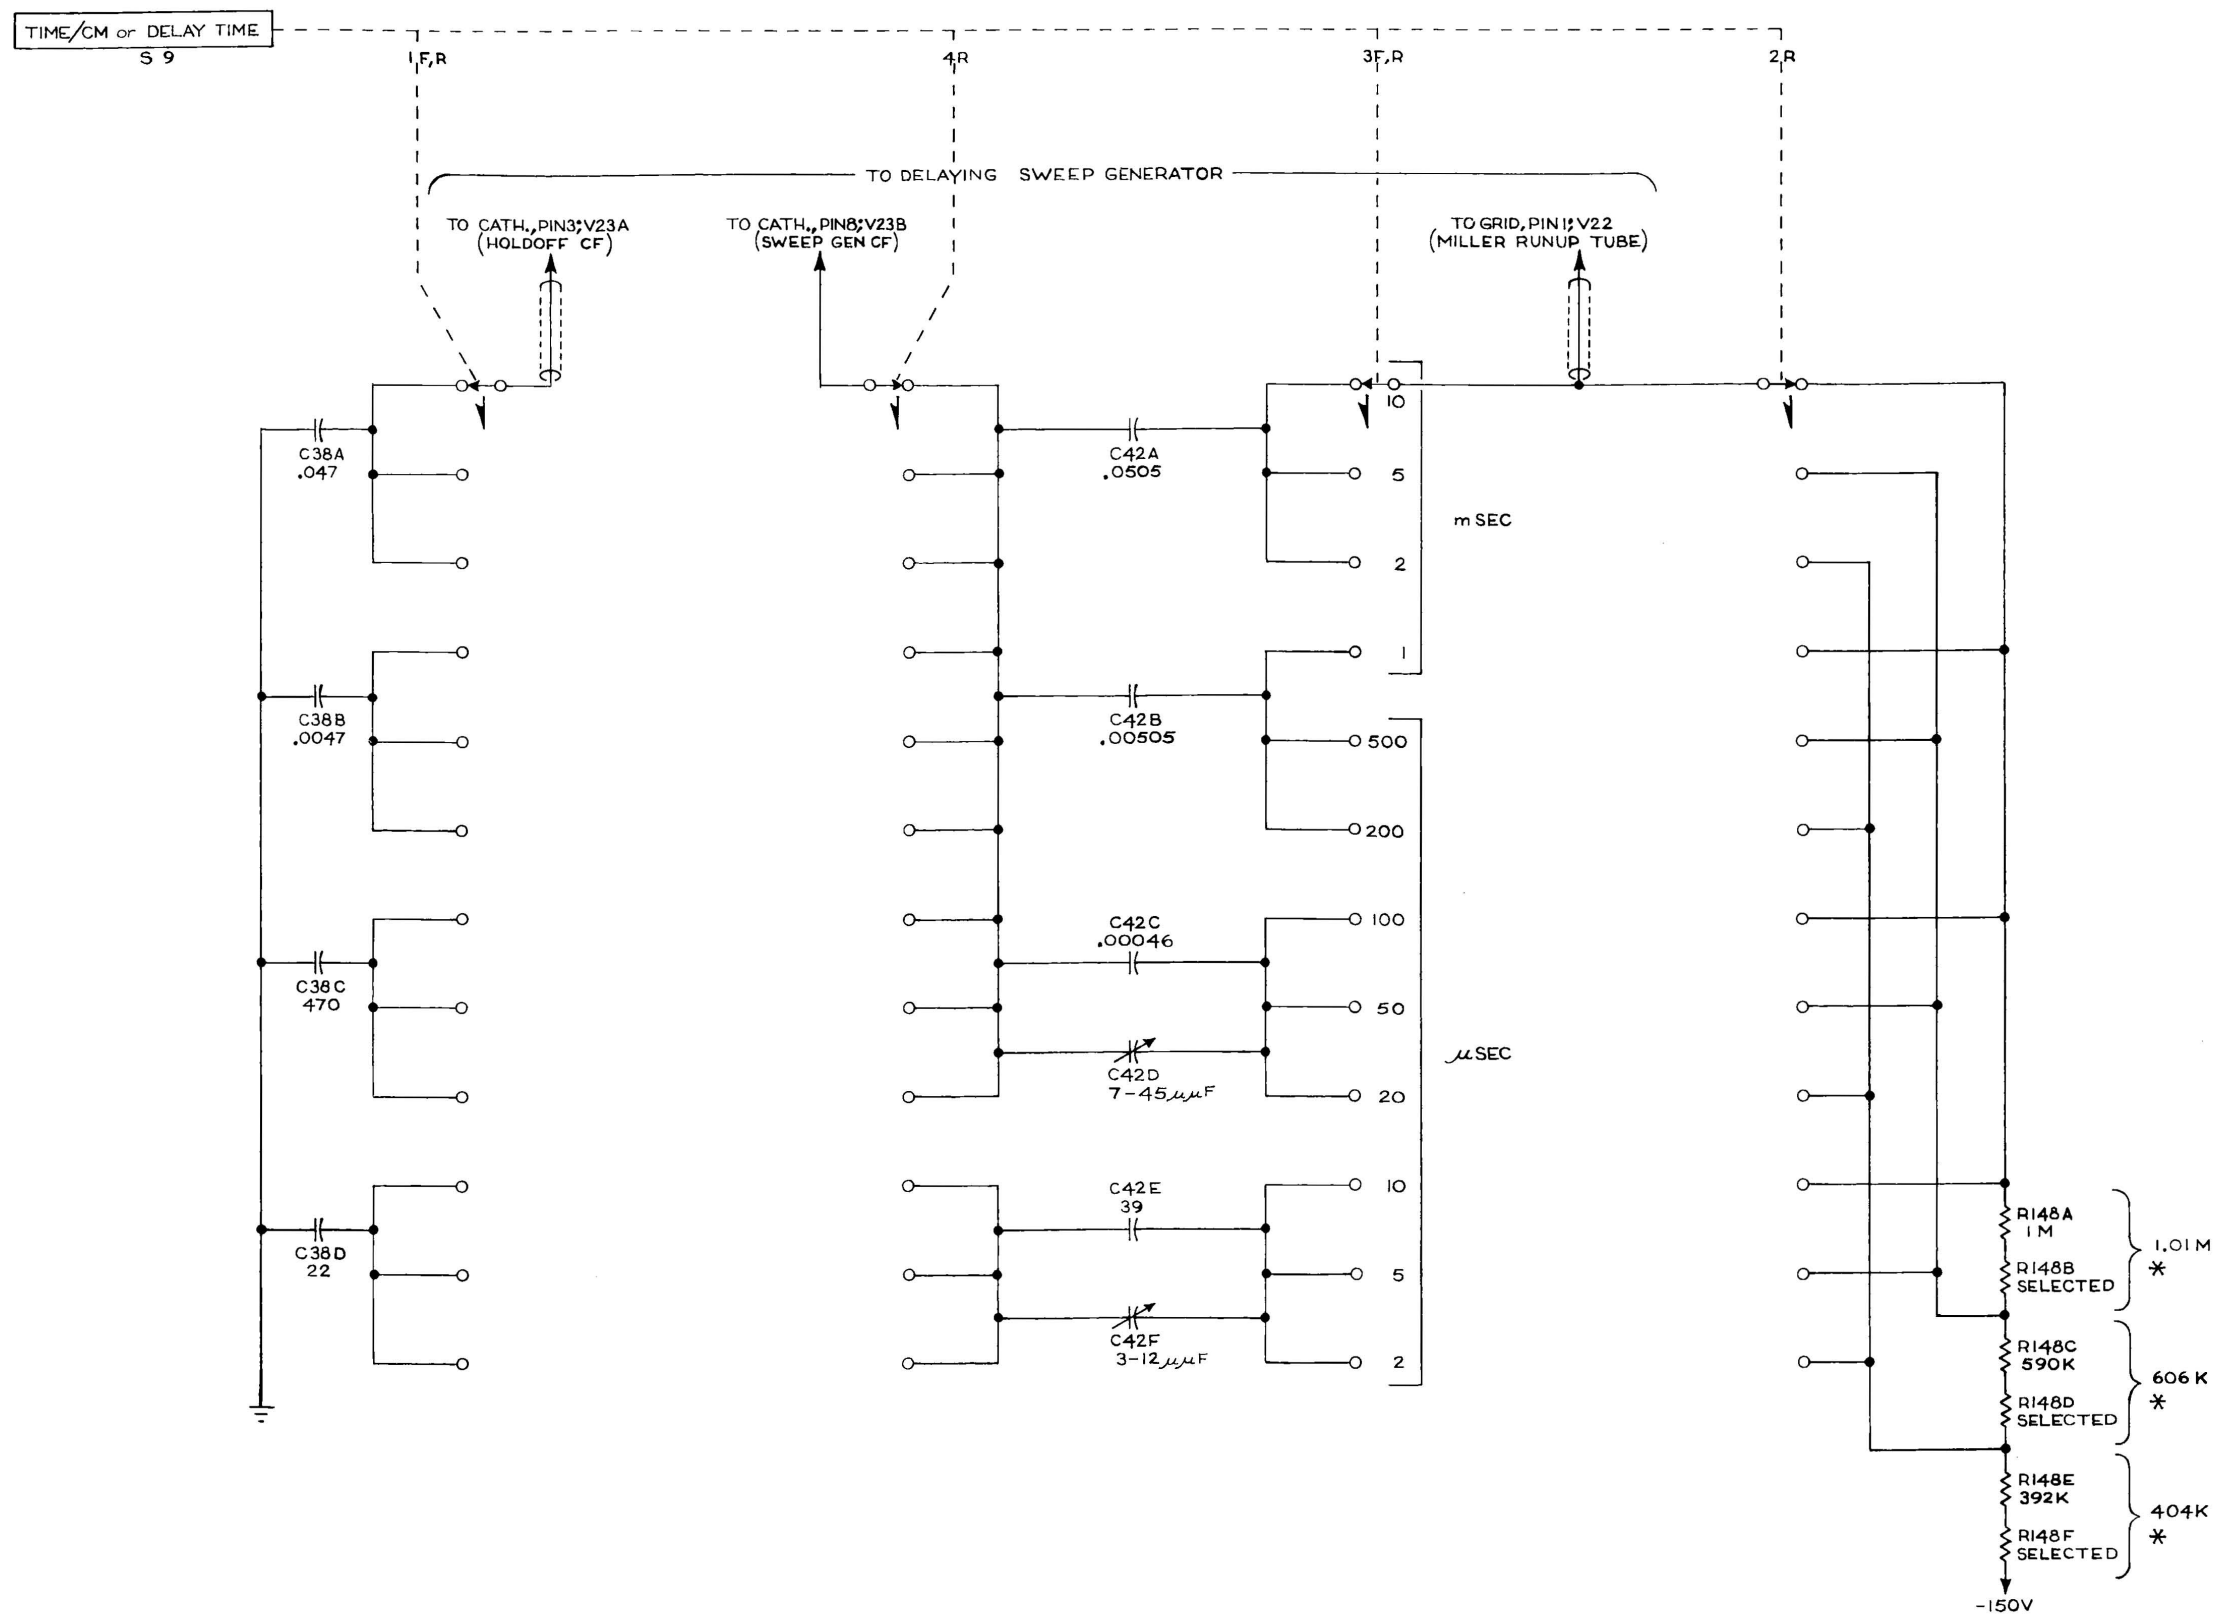 TIME/CM or DELAY TIME
S 9
1F,R
4R
3F,R
2R
TO DELAYING SWEEP GENERATOR
TO CATH., PIN3; V23A
(HOLDOFF CF)
TO CATH., PIN8; V23B
(SWEEP GEN CF)
TO GRID, PIN1; V22
(MILLER RUNUP TUBE)
10
C38A
.047
C42A
.0505
5
mSEC
2
1
C38B
.0047
C42B
.00505
500
200
C42C
.00046
100
C38C
470
50
C42D
7-45μμF
μSEC
20
C42E
39
10
C38D
22
5
C42F
3-12μμF
2
R148A
1M
1.01M
*
R148B
SELECTED
R148C
590K
606K
*
R148D
SELECTED
R148E
392K
404K
*
R148F
SELECTED
-150V